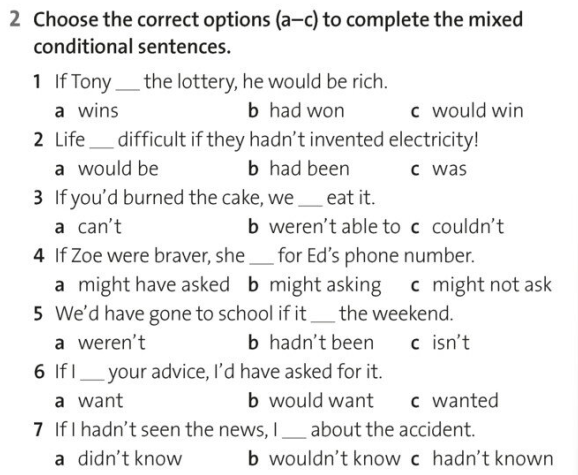 2 Choose the correct options (a–c) to complete the mixed
conditional sentences.
1 If Tony ___ the lottery, he would be rich.
a wins b had won c would win
2 Life ___ difficult if they hadn't invented electricity!
a would be b had been c was
3 If you'd burned the cake, we ___ eat it.
a can't b weren't able to c couldn't
4 If Zoe were braver, she ___ for Ed's phone number.
a might have asked b might asking c might not ask
5 We'd have gone to school if it ___ the weekend.
a weren't b hadn't been c isn't
6 If I ___ your advice, I'd have asked for it.
a want b would want c wanted
7 If I hadn't seen the news, I ___ about the accident.
a didn't know b wouldn't know c hadn't known